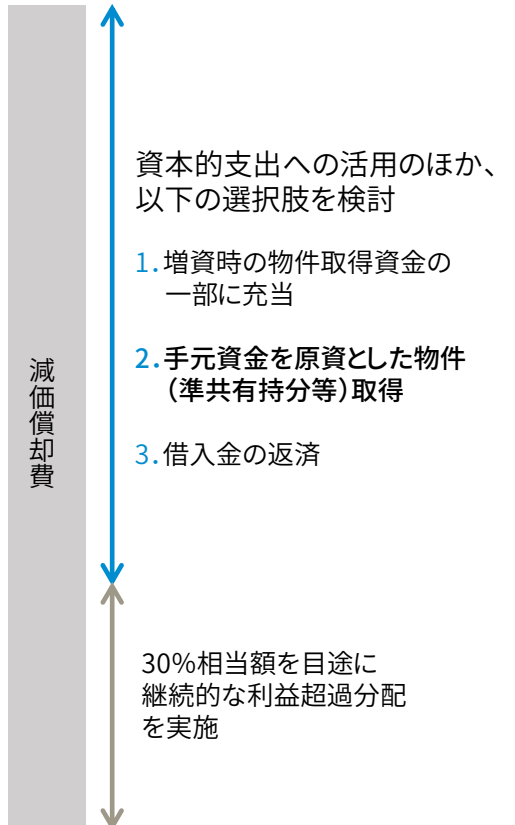 減価償却費
資本的支出への活用のほか、
以下の選択肢を検討
1.増資時の物件取得資金の
一部に充当
2.手元資金を原資とした物件
（準共有持分等）取得
3.借入金の返済
30%相当額を目途に
継続的な利益超過分配
を実施